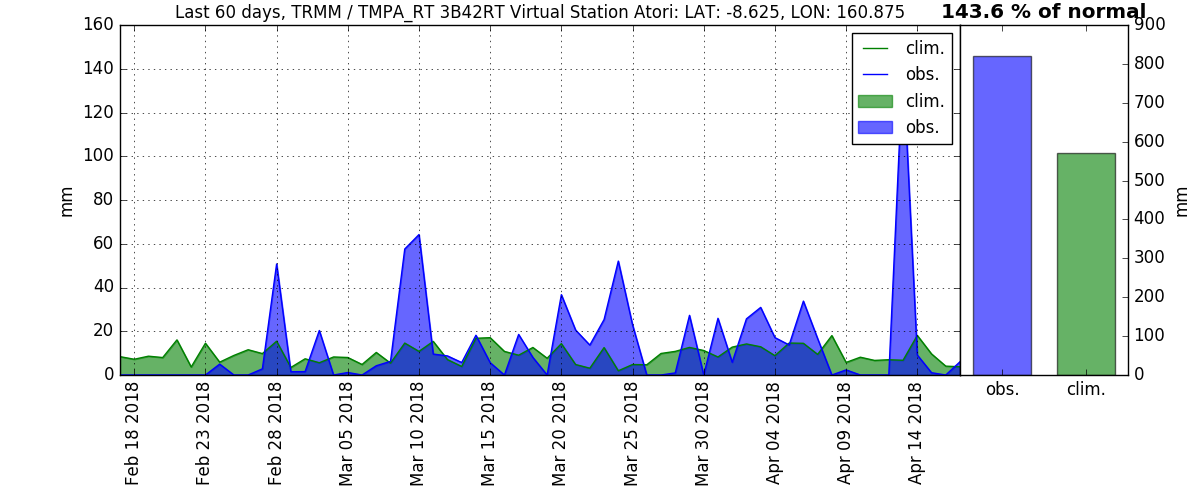 Last 60 days, TRMM / TMPA_RT 3B42RT Virtual Station Atori: LAT: -8.625, LON: 160.875
143.6 % of normal
160
140
120
100
80
60
40
20
0
mm
clim.
obs.
clim.
obs.
900
800
700
600
500
400
300
200
100
0
mm
Feb 18 2018
Feb 23 2018
Feb 28 2018
Mar 05 2018
Mar 10 2018
Mar 15 2018
Mar 20 2018
Mar 25 2018
Mar 30 2018
Apr 04 2018
Apr 09 2018
Apr 14 2018
obs.
clim.